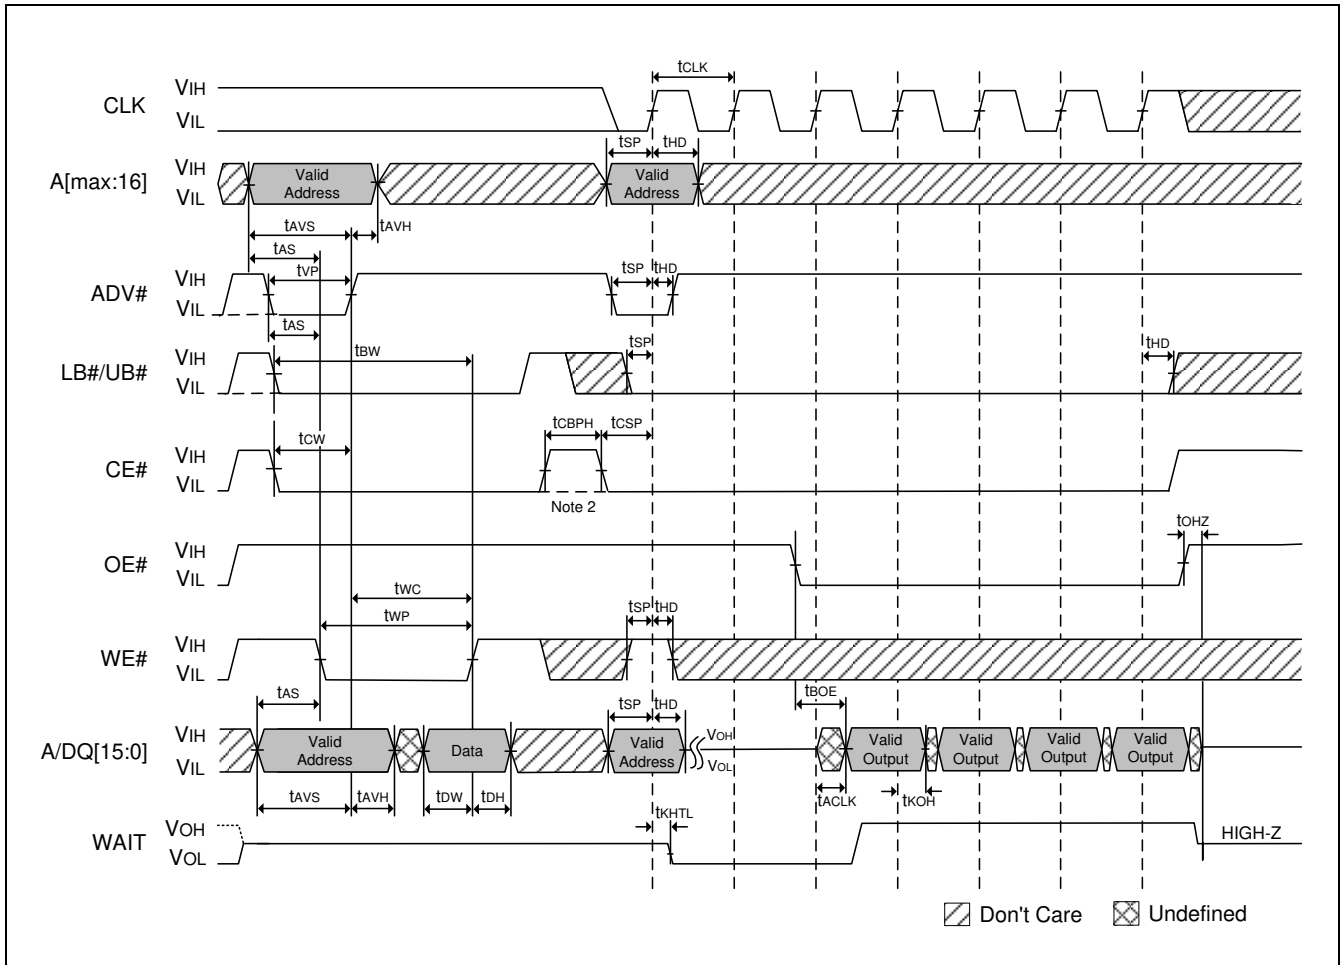 tCLK
CLK VIH
VIL
tSP tHD
A[max:16] VIH Valid Address Valid Address
VIL
tAVS tAVH
tAS
tVP tSP tHD
ADV# VIH
VIL
tAS
tBW tSP tHD
LB#/UB# VIH
VIL
tCW tCBPH tCSP
CE# VIH
VIL
Note 2
tOHZ
OE# VIH
VIL
tWC
tWP tSP tHD
WE# VIH
VIL
tAS tSP tHD tBOE
A/DQ[15:0] VIH Valid Address Data Valid Address VOH Valid Output Valid Output Valid Output Valid Output
VIL VOL
tAVS tAVH tDW tDH tACLK tKOH
tKHTL
WAIT VOH HIGH-Z
VOL
Don't Care Undefined